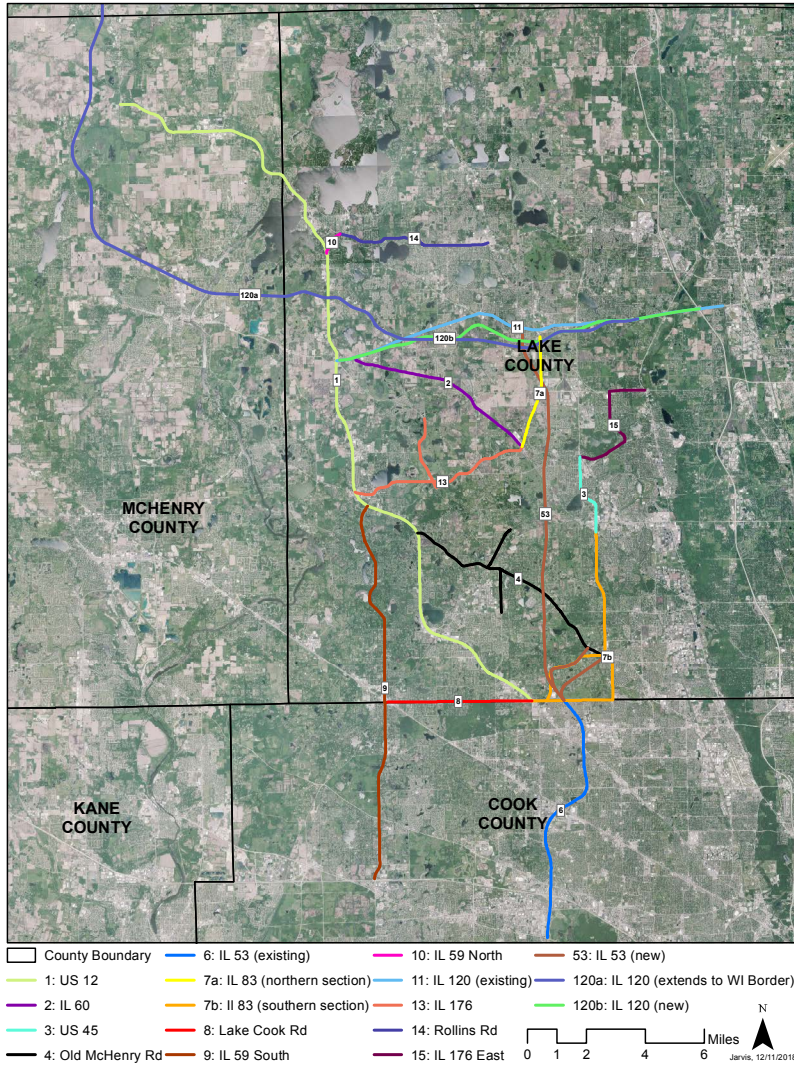 10
14
120a
11
120b
LAKE
COUNTY
1
2
7a
15
13
3
MCHENRY
COUNTY
53
4
7b
9
8
KANE
COUNTY
COOK
COUNTY
6
County Boundary
6: IL 53 (existing)
10: IL 59 North
53: IL 53 (new)
1: US 12
7a: IL 83 (northern section)
11: IL 120 (existing)
120a: IL 120 (extends to WI Border)
2: IL 60
7b: Il 83 (southern section)
13: IL 176
120b: IL 120 (new)
3: US 45
8: Lake Cook Rd
14: Rollins Rd
4: Old McHenry Rd
9: IL 59 South
15: IL 176 East
0 1 2 4 6
Miles
N
Jarvis, 12/11/2018